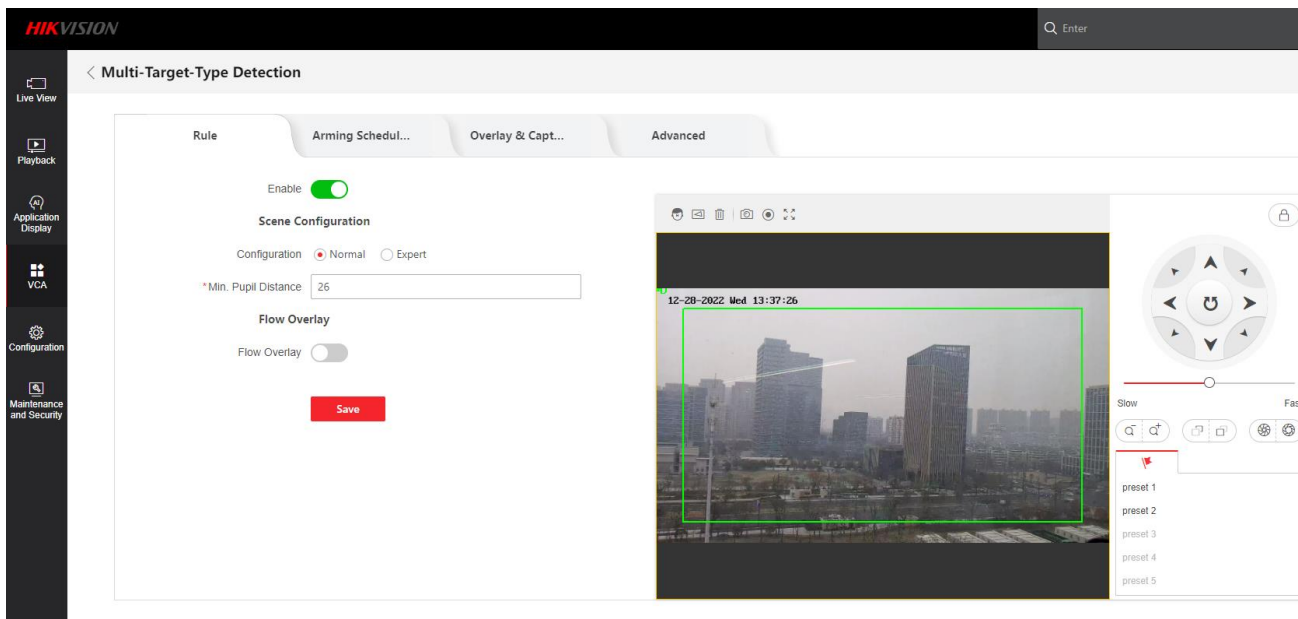 HIKVISION
Enter
Live View
Playback
Application
Display
VCA
Configuration
Maintenance
and Security
Multi-Target-Type Detection
Rule
Arming Schedul...
Overlay & Capt...
Advanced
Enable
Scene Configuration
Configuration
Normal
Expert
*Min. Pupil Distance
26
Flow Overlay
Flow Overlay
Save
12-28-2022 Wed 13:37:26
Slow
Fas
preset 1
preset 2
preset 3
preset 4
preset 5